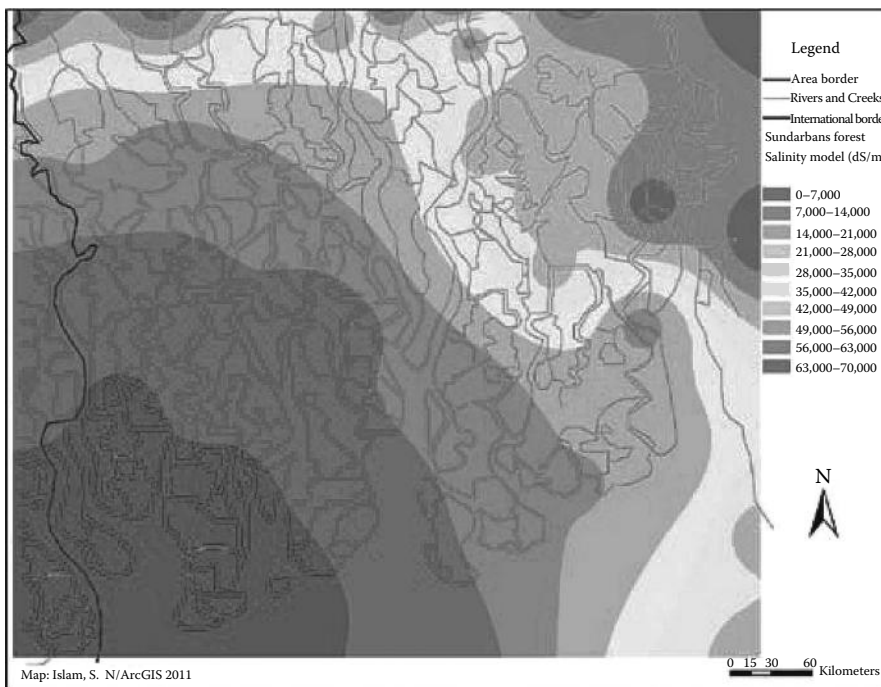 Legend
Area border
Rivers and Creeks
International borde
Sundarbans forest
Salinity model (dS/m
0–7,000
7,000–14,000
14,000–21,000
21,000–28,000
28,000–35,000
35,000–42,000
42,000–49,000
49,000–56,000
56,000–63,000
63,000–70,000
N
Map: Islam, S. N/ArcGIS 2011
0 15 30 60
Kilometers